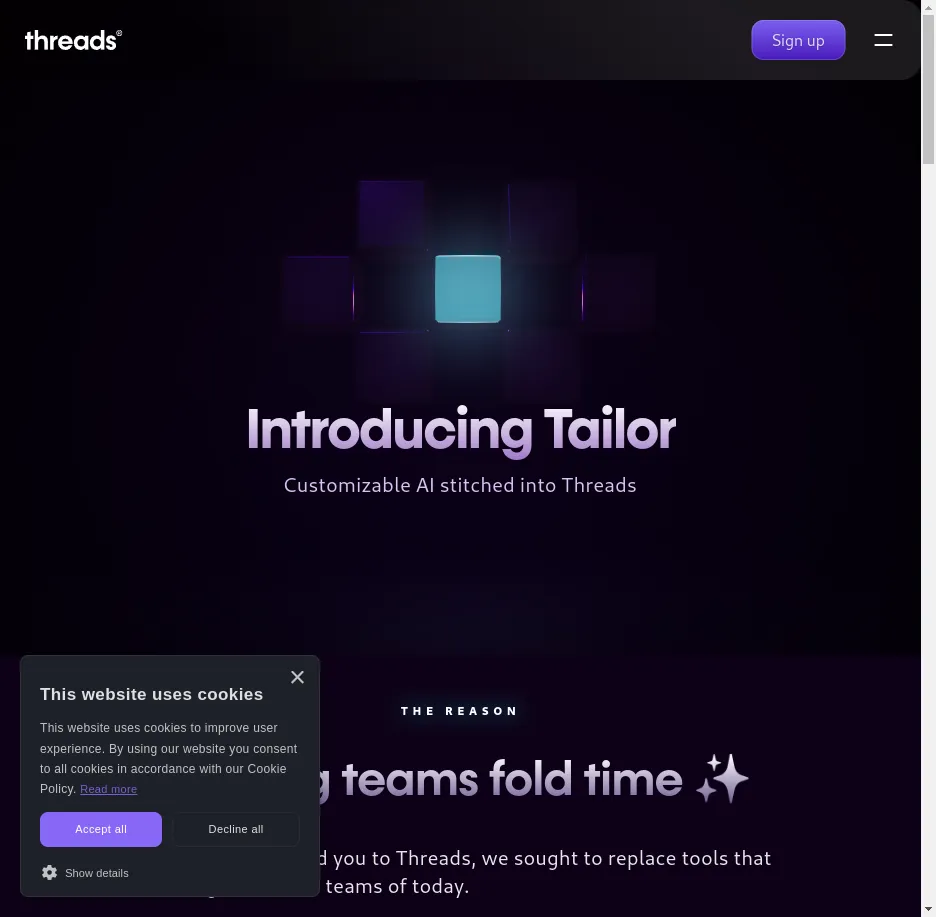 threads®
Sign up
Introducing Tailor
Customizable AI stitched into Threads
THE REASON
teams fold time ✨
you to Threads, we sought to replace tools that
teams of today.
This website uses cookies
This website uses cookies to improve user
experience. By using our website you consent
to all cookies in accordance with our Cookie
Policy. Read more
Accept all
Decline all
Show details